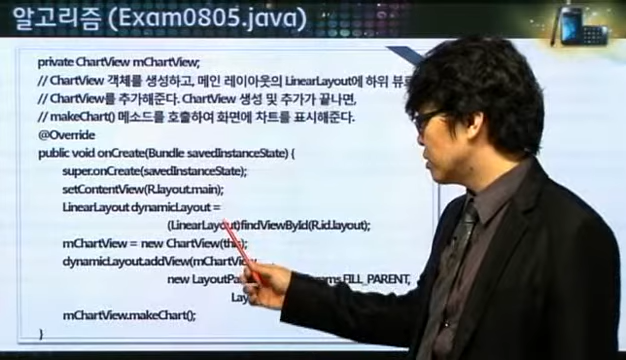 알고리즘 (Exam0805.java)
private ChartView mChartView;
// ChartView 객체를 생성하고, 메인 레이아웃의 LinearLayout에 하위 뷰로
// ChartView를 추가해준다. ChartView 생성 및 추가가 끝나면,
// makeChart() 메소드를 호출하여 화면에 차트를 표시해준다.
@Override
public void onCreate(Bundle savedInstanceState) {
super.onCreate(savedInstanceState);
setContentView(R.layout.main);
LinearLayout dynamicLayout =
(LinearLayout)findViewById(R.id.layout);
mChartView = new ChartView(this);
dynamicLayout.addView(mChartView,
new LayoutPa ams.FILL_PARENT,
Lay
mChartView.makeChart();
}